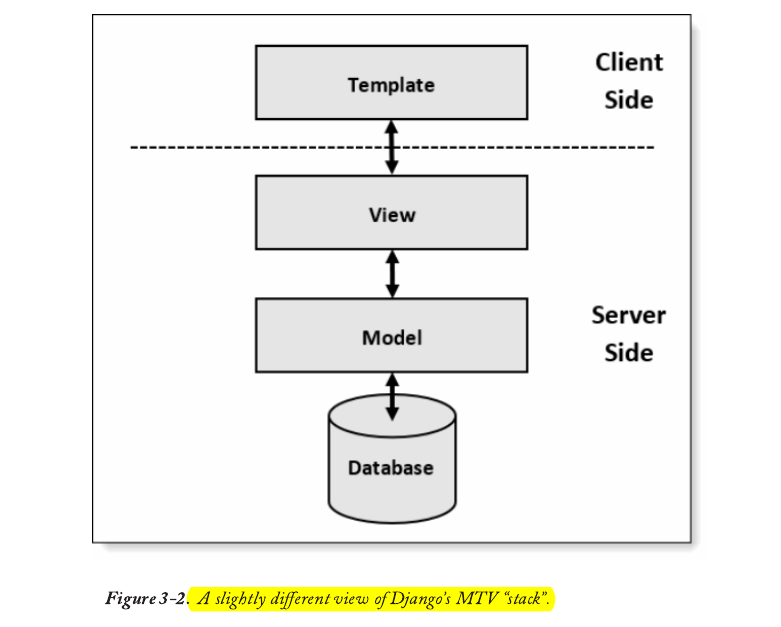 Client
Side
Template
View
Model
Server
Side
Database
Figure 3-2. A slightly different view of Django's MTV “stack”.